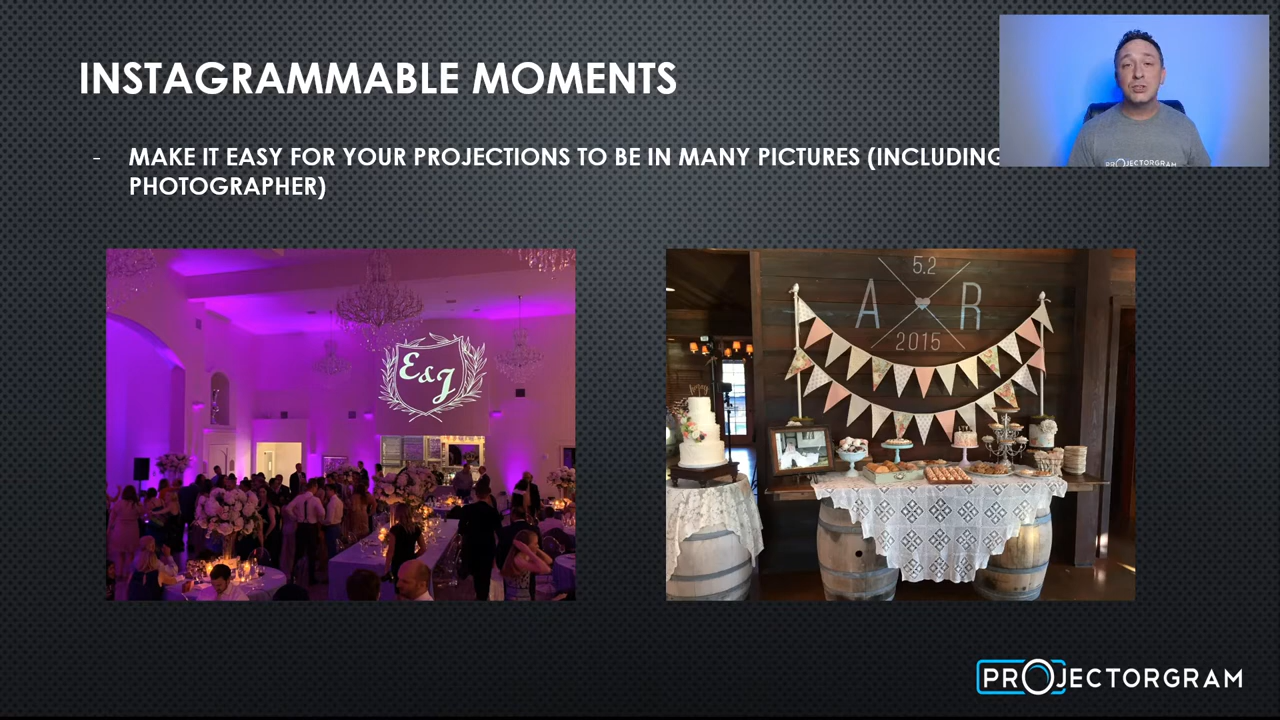 INSTAGRAMMABLE MOMENTS
- MAKE IT EASY FOR YOUR PROJECTIONS TO BE IN MANY PICTURES (INCLUDING
PHOTOGRAPHER)
PROJECTORGRAM
E&J
5.2
A R
2015
PROJECTORGRAM